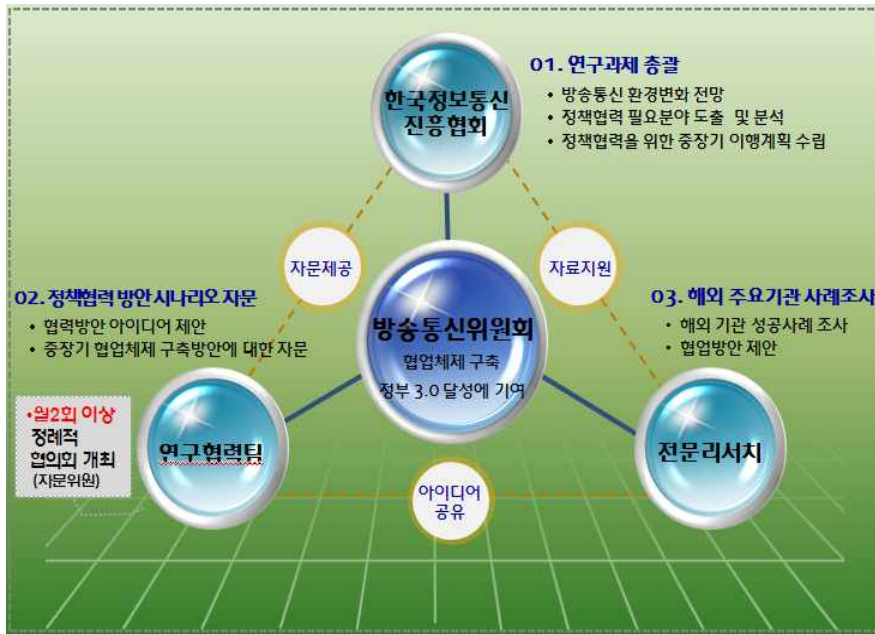 한국정보통신
진흥협회
01. 연구과제 총괄
• 방송통신 환경변화 전망
• 정책협력 필요분야 도출 및 분석
• 정책협력을 위한 중장기 이행계획 수립
자문제공
자료지원
02. 정책협력 방안 시나리오 자문
• 협력방안 아이디어 제안
• 중장기 협업체제 구축방안에 대한 자문
방송통신위원회
협업체제 구축
정부 3.0 달성에 기여
03. 해외 주요기관 사례조사
• 해외 기관 성공사례 조사
• 협업방안 제안
•월2회 이상
정례적
협의회 개최
(자문위원)
연구협력팀
전문리서치
아이디어
공유